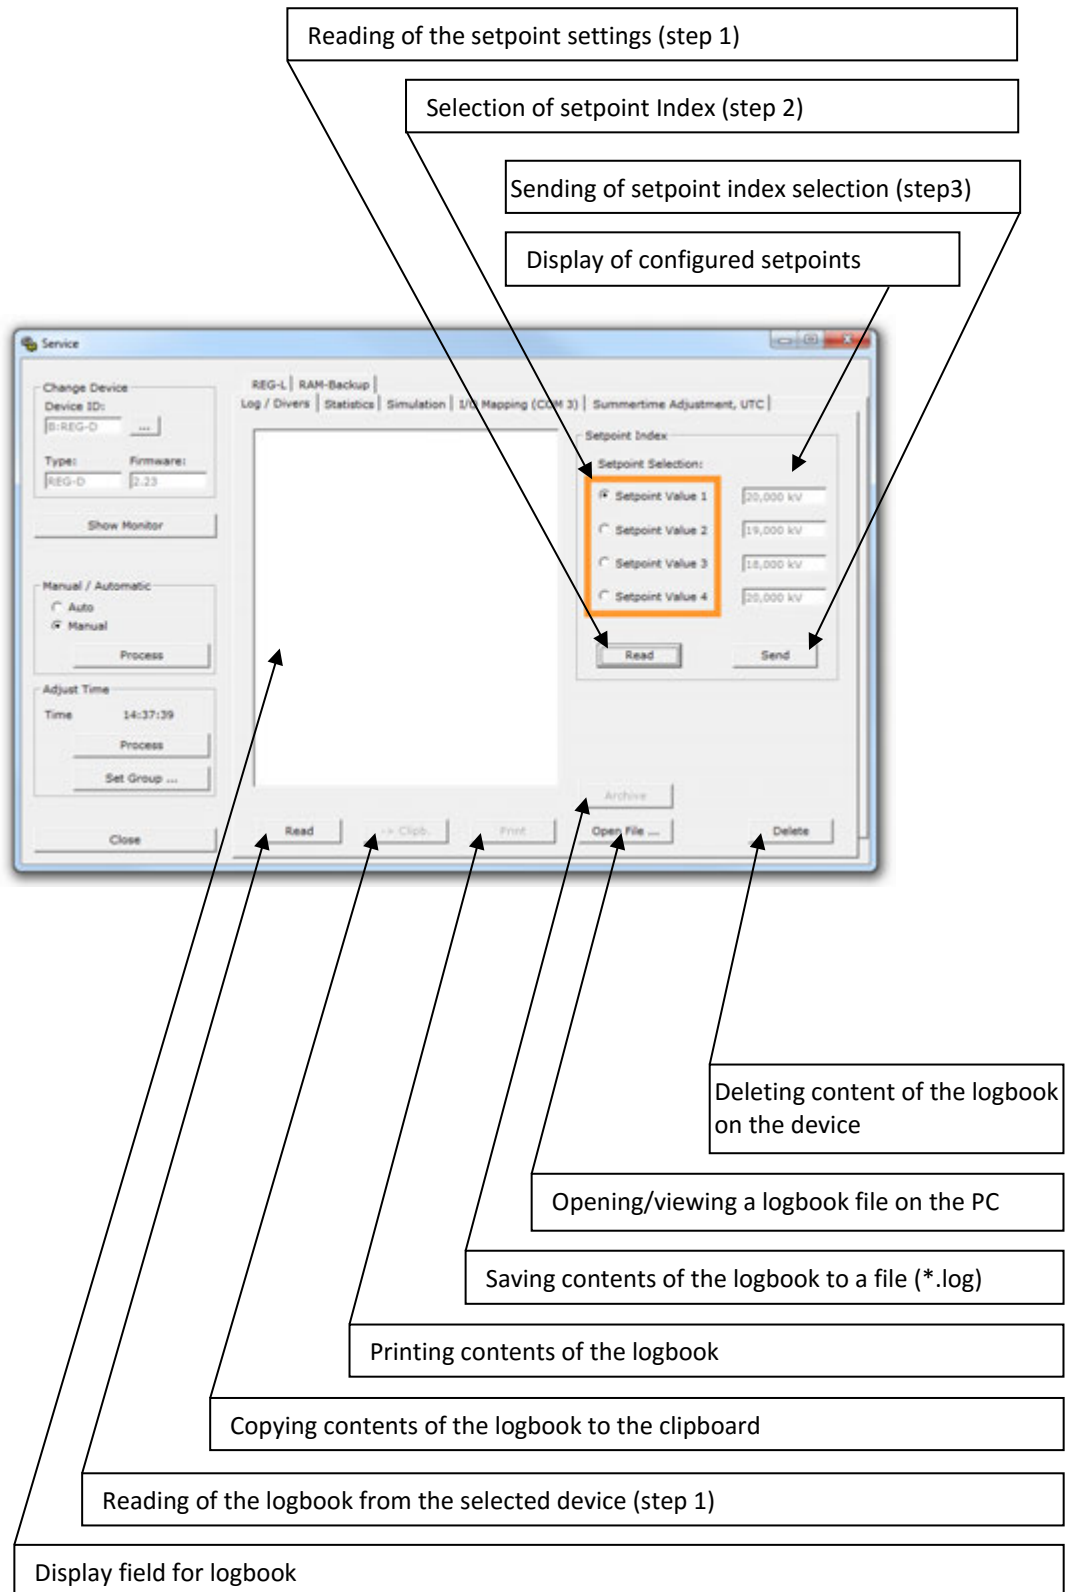 Reading of the setpoint settings (step 1)
Selection of setpoint Index (step 2)
Sending of setpoint index selection (step3)
Display of configured setpoints
Service
Change Device
Device ID:
B:REG-D
...
Type: Firmware:
REG-D 2.23
Show Monitor
Manual / Automatic
Auto
Manual
Process
Adjust Time
Time 14:37:39
Process
Set Group ...
Close
REG-L RAM-Backup
Log / Divers Statistics Simulation I/O Mapping (COM 3) Summertime Adjustment, UTC
Setpoint Index
Setpoint Selection:
Setpoint Value 1 20,000 kV
Setpoint Value 2 19,000 kV
Setpoint Value 3 18,000 kV
Setpoint Value 4 20,000 kV
Read Send
Archive
Read -> Clipb. Print Open File ... Delete
Deleting content of the logbook
on the device
Opening/viewing a logbook file on the PC
Saving contents of the logbook to a file (*.log)
Printing contents of the logbook
Copying contents of the logbook to the clipboard
Reading of the logbook from the selected device (step 1)
Display field for logbook